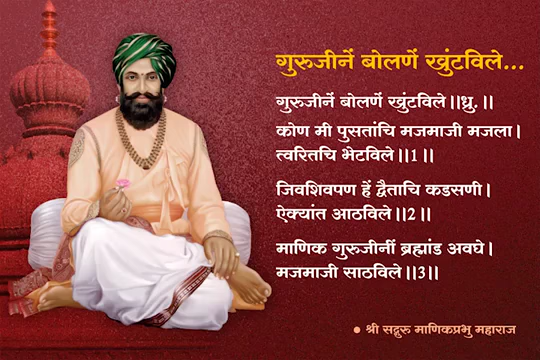 गुरुजीनें बोलणें खुंटविले...
गुरुजीनें बोलणें खुंटविले ॥ध्रु.॥
कोण मी पुसतांचि मजमाजी मजला।
त्वरितचि भेटविले ॥1॥
जिवशिवपण हें द्वैताचि कडसणी।
ऐक्यांत आठविले ॥2॥
माणिक गुरुजीनीं ब्रह्मांड अवघे।
मजमाजी साठविले ॥3॥
• श्री सद्गुरु माणिकप्रभु महाराज